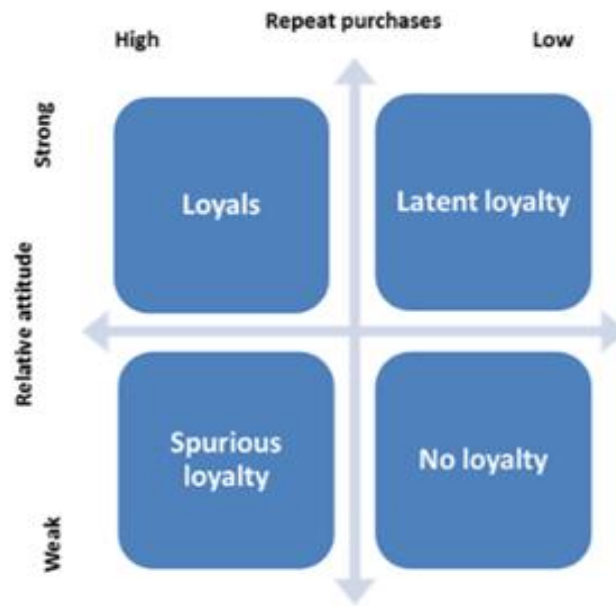 Repeat purchases
High
Low
Strong
Relative attitude
Weak
Loyals
Latent loyalty
Spurious
loyalty
No loyalty